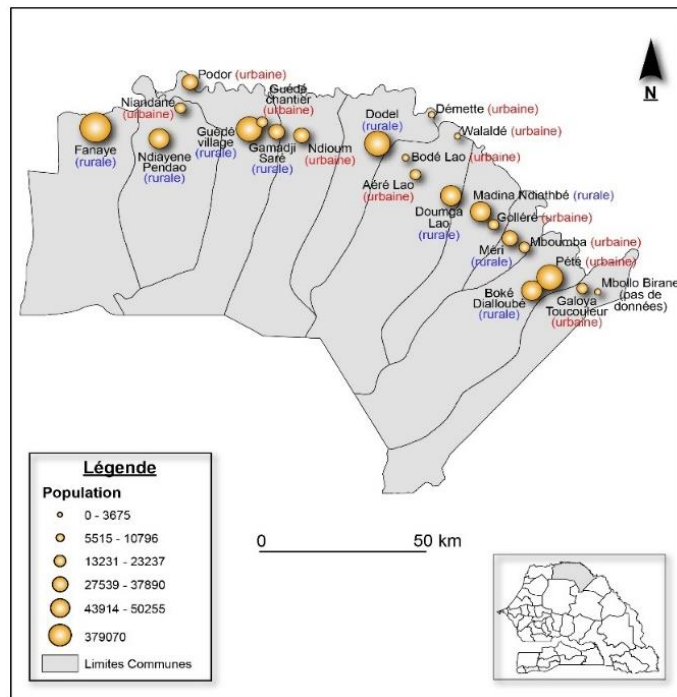 N
Podor (urbaine)
Niandane
(urbaine)
Guédé
chantier
(urbaine)
Fanaye
(rurale)
Ndiayene
Pendao
(rurale)
Guédé
village
(rurale)
Gamadji
Saré
(rurale)
Ndioum
(urbaine)
Dodel
(rurale)
Démette (urbaine)
Walaldé (urbaine)
Bodé Lao (urbaine)
Aéré Lao
(urbaine)
Doumga
Lao
(rurale)
Madina Ndiathbé (rurale)
Golléré (urbaine)
Méri
(rurale)
Mboumba (urbaine)
Pété (urbaine)
Boké
Dialloubé
(rurale)
Galoya
Toucouleur
(urbaine)
Mbollo Birane
(pas de
données)
Légende
Population
0 - 3675
5515 - 10796
13231 - 23237
27539 - 37890
43914 - 50255
379070
Limites Communes
0 50 km